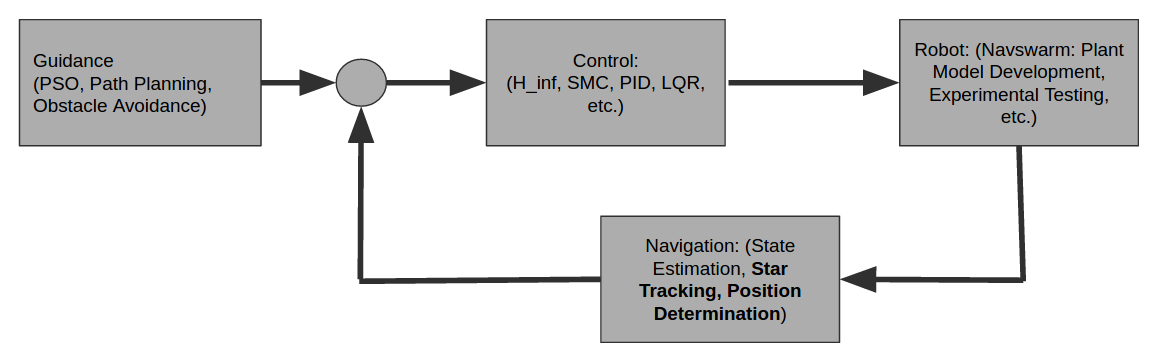 Guidance
(PSO, Path Planning,
Obstacle Avoidance)
Control:
(H_inf, SMC, PID, LQR,
etc.)
Robot: (Navswarm: Plant
Model Development,
Experimental Testing,
etc.)
Navigation: (State
Estimation, Star
Tracking, Position
Determination)